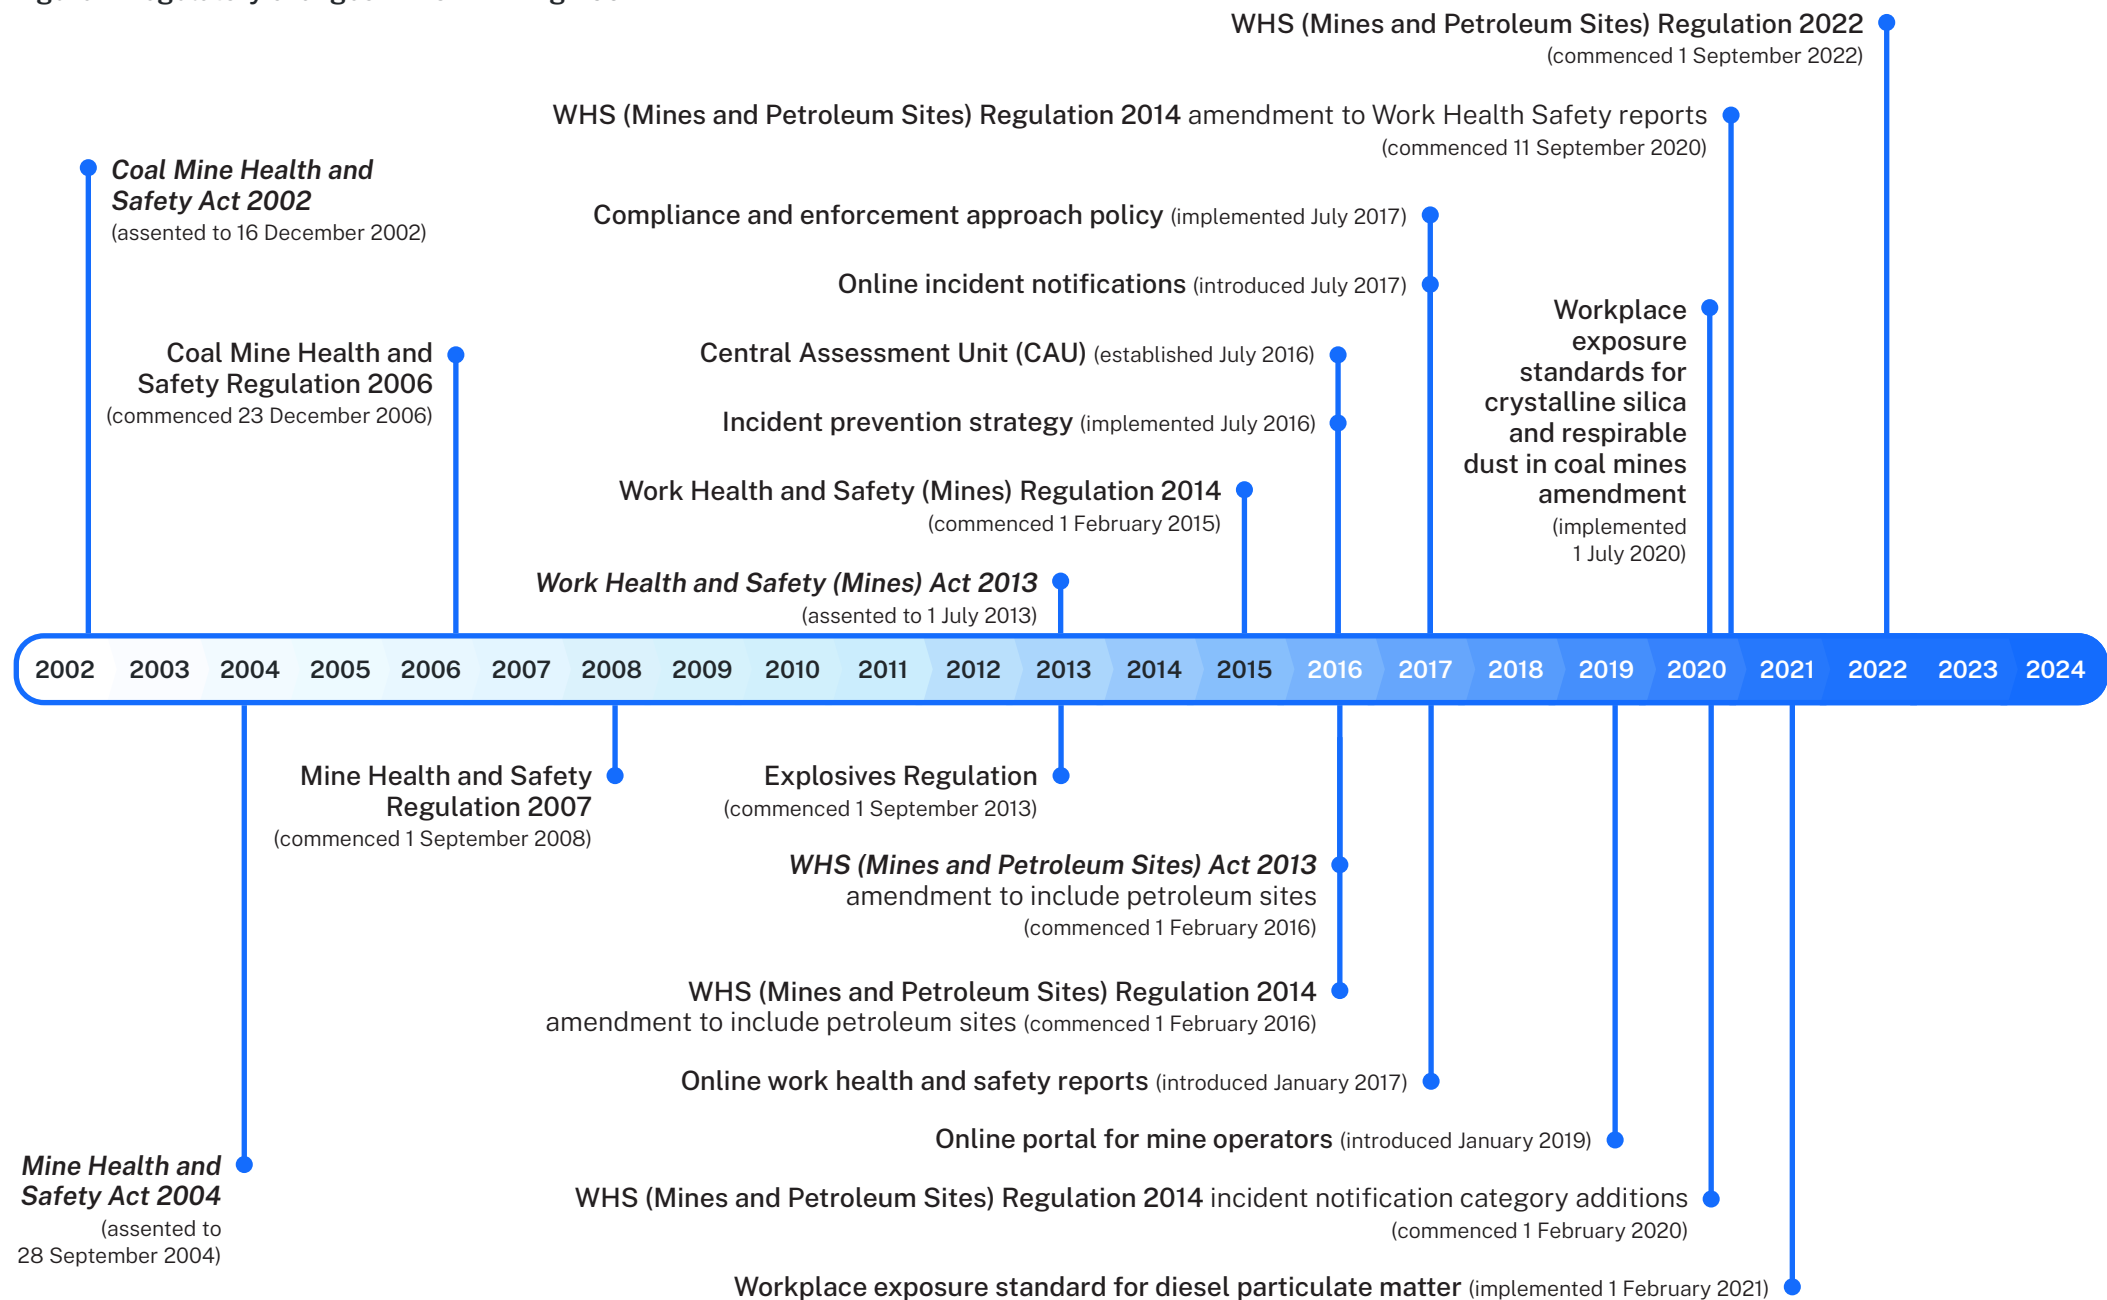 WHS (Mines and Petroleum Sites) Regulation 2022
(commenced 1 September 2022)
WHS (Mines and Petroleum Sites) Regulation 2014 amendment to Work Health Safety reports
(commenced 11 September 2020)
Coal Mine Health and
Safety Act 2002
(assented to 16 December 2002)
Compliance and enforcement approach policy (implemented July 2017)
Online incident notifications (introduced July 2017)
Workplace
exposure
standards for
crystalline silica
and respirable
dust in coal mines
amendment
(implemented
1 July 2020)
Coal Mine Health and
Safety Regulation 2006
(commenced 23 December 2006)
Central Assessment Unit (CAU) (established July 2016)
Incident prevention strategy (implemented July 2016)
Work Health and Safety (Mines) Regulation 2014
(commenced 1 February 2015)
Work Health and Safety (Mines) Act 2013
(assented to 1 July 2013)
2002 2003 2004 2005 2006 2007 2008 2009 2010 2011 2012 2013 2014 2015 2016 2017 2018 2019 2020 2021 2022 2023 2024
Mine Health and Safety
Regulation 2007
(commenced 1 September 2008)
Explosives Regulation
(commenced 1 September 2013)
WHS (Mines and Petroleum Sites) Act 2013
amendment to include petroleum sites
(commenced 1 February 2016)
WHS (Mines and Petroleum Sites) Regulation 2014
amendment to include petroleum sites (commenced 1 February 2016)
Online work health and safety reports (introduced January 2017)
Online portal for mine operators (introduced January 2019)
Mine Health and
Safety Act 2004
(assented to
28 September 2004)
WHS (Mines and Petroleum Sites) Regulation 2014 incident notification category additions
(commenced 1 February 2020)
Workplace exposure standard for diesel particulate matter (implemented 1 February 2021)